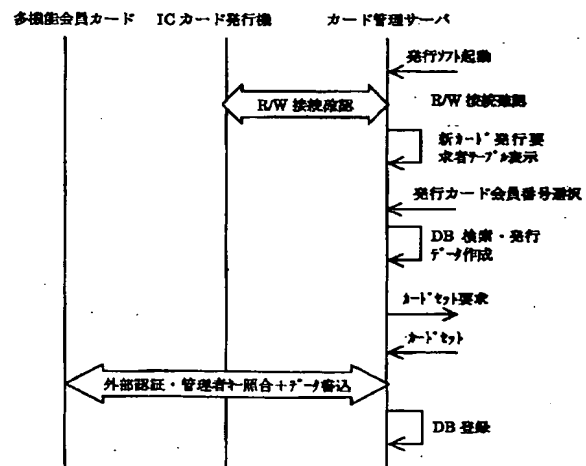 多機能会員カード ICカード発行機 カード管理サーバ
発行ソフト起動
R/W 接続確認 R/W 接続確認
新カード発行要
求者テーブル表示
発行カード会員番号選択
DB 検索・発行
データ作成
カードセット要求
カードセット
外部認証・管理者キー照合+データ書込
DB 登録